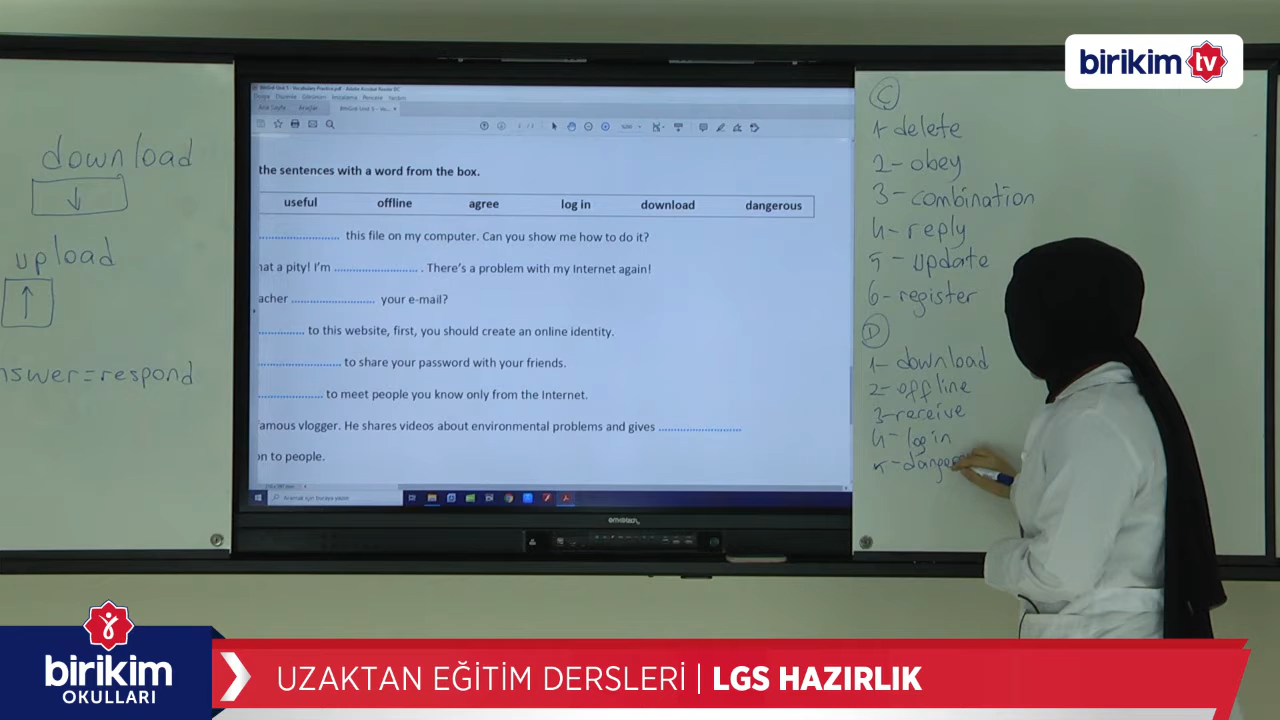 birikim tv
download
upload
nswer=respond
the sentences with a word from the box.
useful offline agree log in download dangerous
this file on my computer. Can you show me how to do it?
hat a pity! I'm ........................ . There's a problem with my Internet again!
acher ........................ your e-mail?
............. to this website, first, you should create an online identity.
........................ to share your password with your friends.
................... to meet people you know only from the Internet.
famous vlogger. He shares videos about environmental problems and gives ........................
on to people.
C
1- delete
2- obey
3- combination
4- reply
5- update
6- register
D
1- download
2- offline
3- receive
4- log in
5- danger
birikim
OKULLARI
UZAKTAN EĞİTİM DERSLERİ | LGS HAZIRLIK